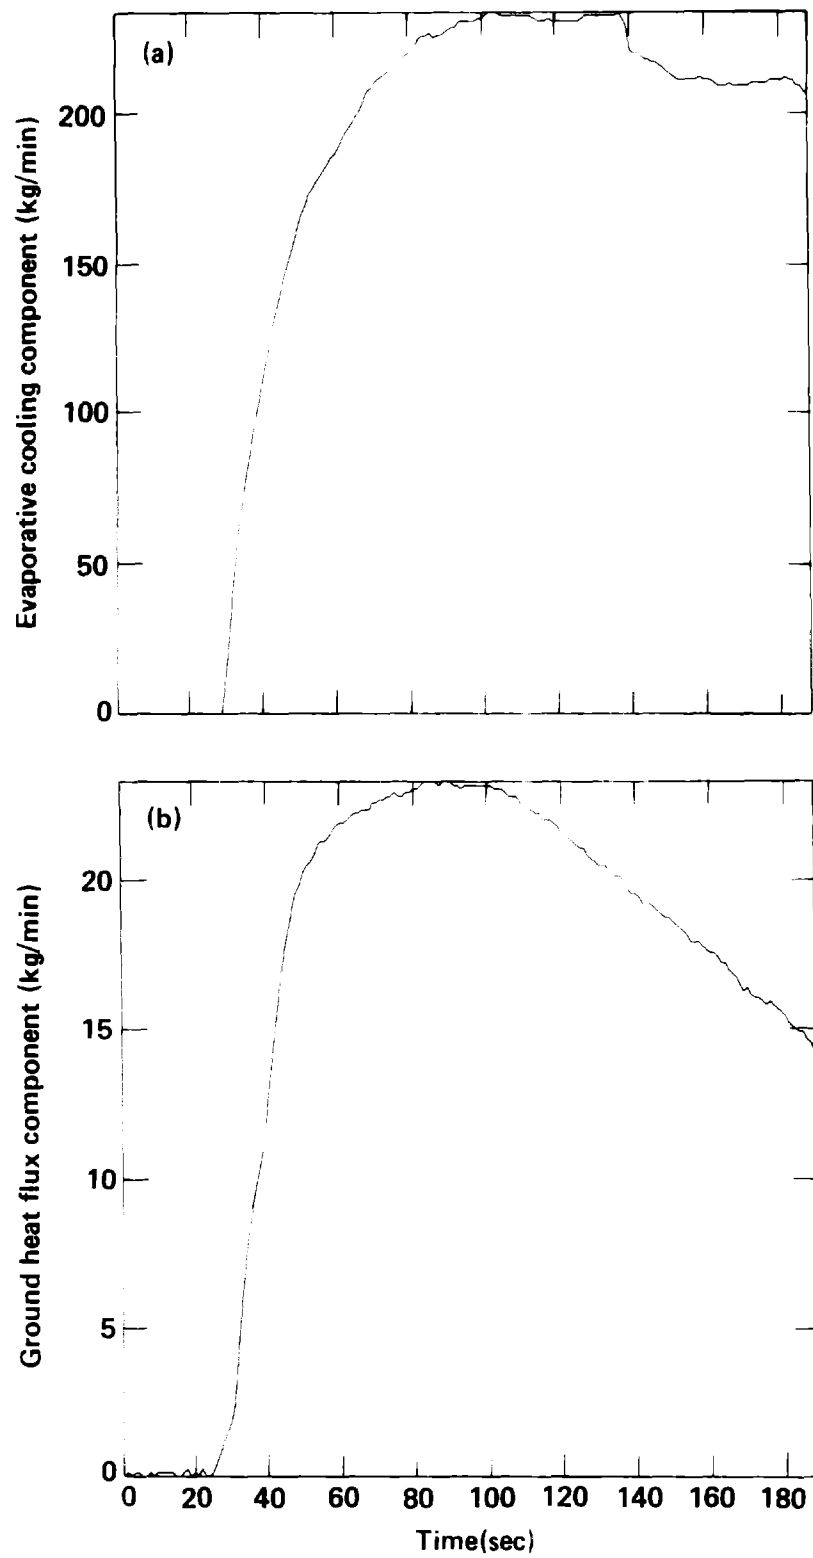 (a)
Evaporative cooling component (kg/min)
200
150
100
50
0
(b)
Ground heat flux component (kg/min)
20
15
10
5
0
0 20 40 60 80 100 120 140 160 180
Time(sec)